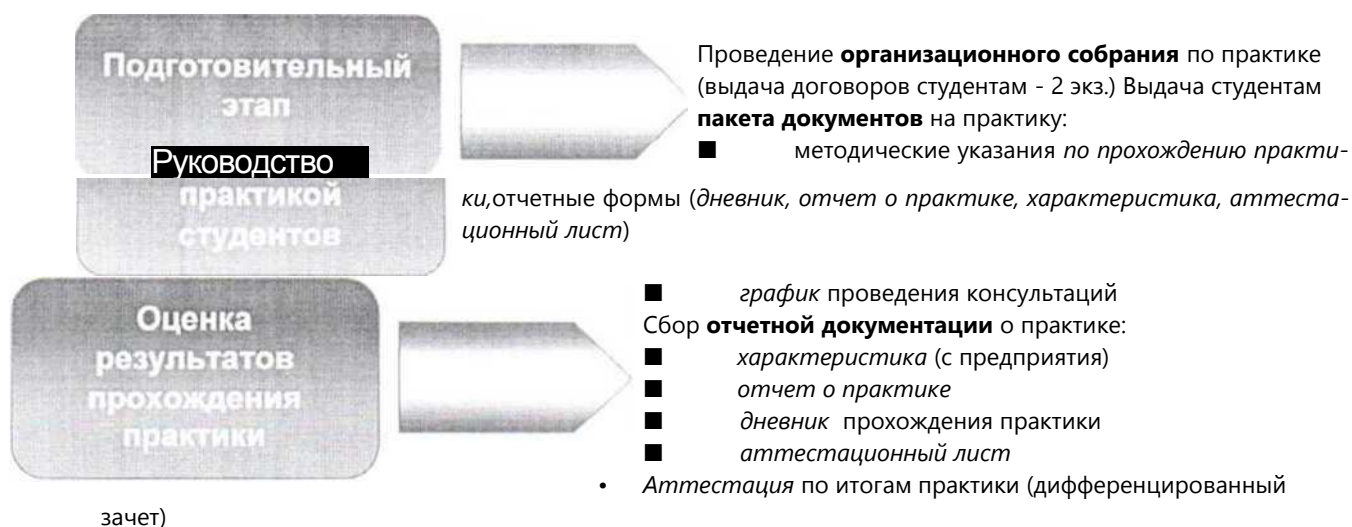 Подготовительный
этап
Руководство
практикой
студентов
Проведение организационного собрания по практике
(выдача договоров студентам - 2 экз.) Выдача студентам
пакета документов на практику:
■ методические указания по прохождению практи-
ки,отчетные формы (дневник, отчет о практике, характеристика, аттеста-
ционный лист)
Оценка
результатов
прохождения
практики
■ график проведения консультаций
Сбор отчетной документации о практике:
■ характеристика (с предприятия)
■ отчет о практике
■ дневник прохождения практики
■ аттестационный лист
• Аттестация по итогам практики (дифференцированный
зачет)